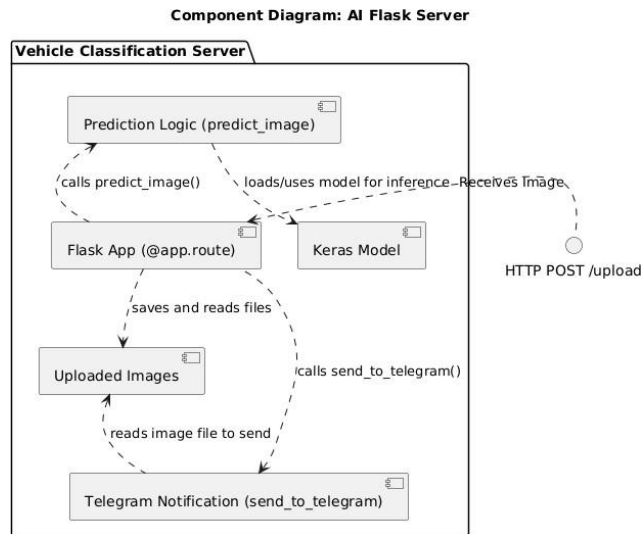 Component Diagram: AI Flask Server
Vehicle Classification Server
Prediction Logic (predict_image)
calls predict_image()
loads/uses model for inference
Receives Image
Flask App (@app.route)
Keras Model
HTTP POST /upload
saves and reads files
Uploaded Images
calls send_to_telegram()
reads image file to send
Telegram Notification (send_to_telegram)